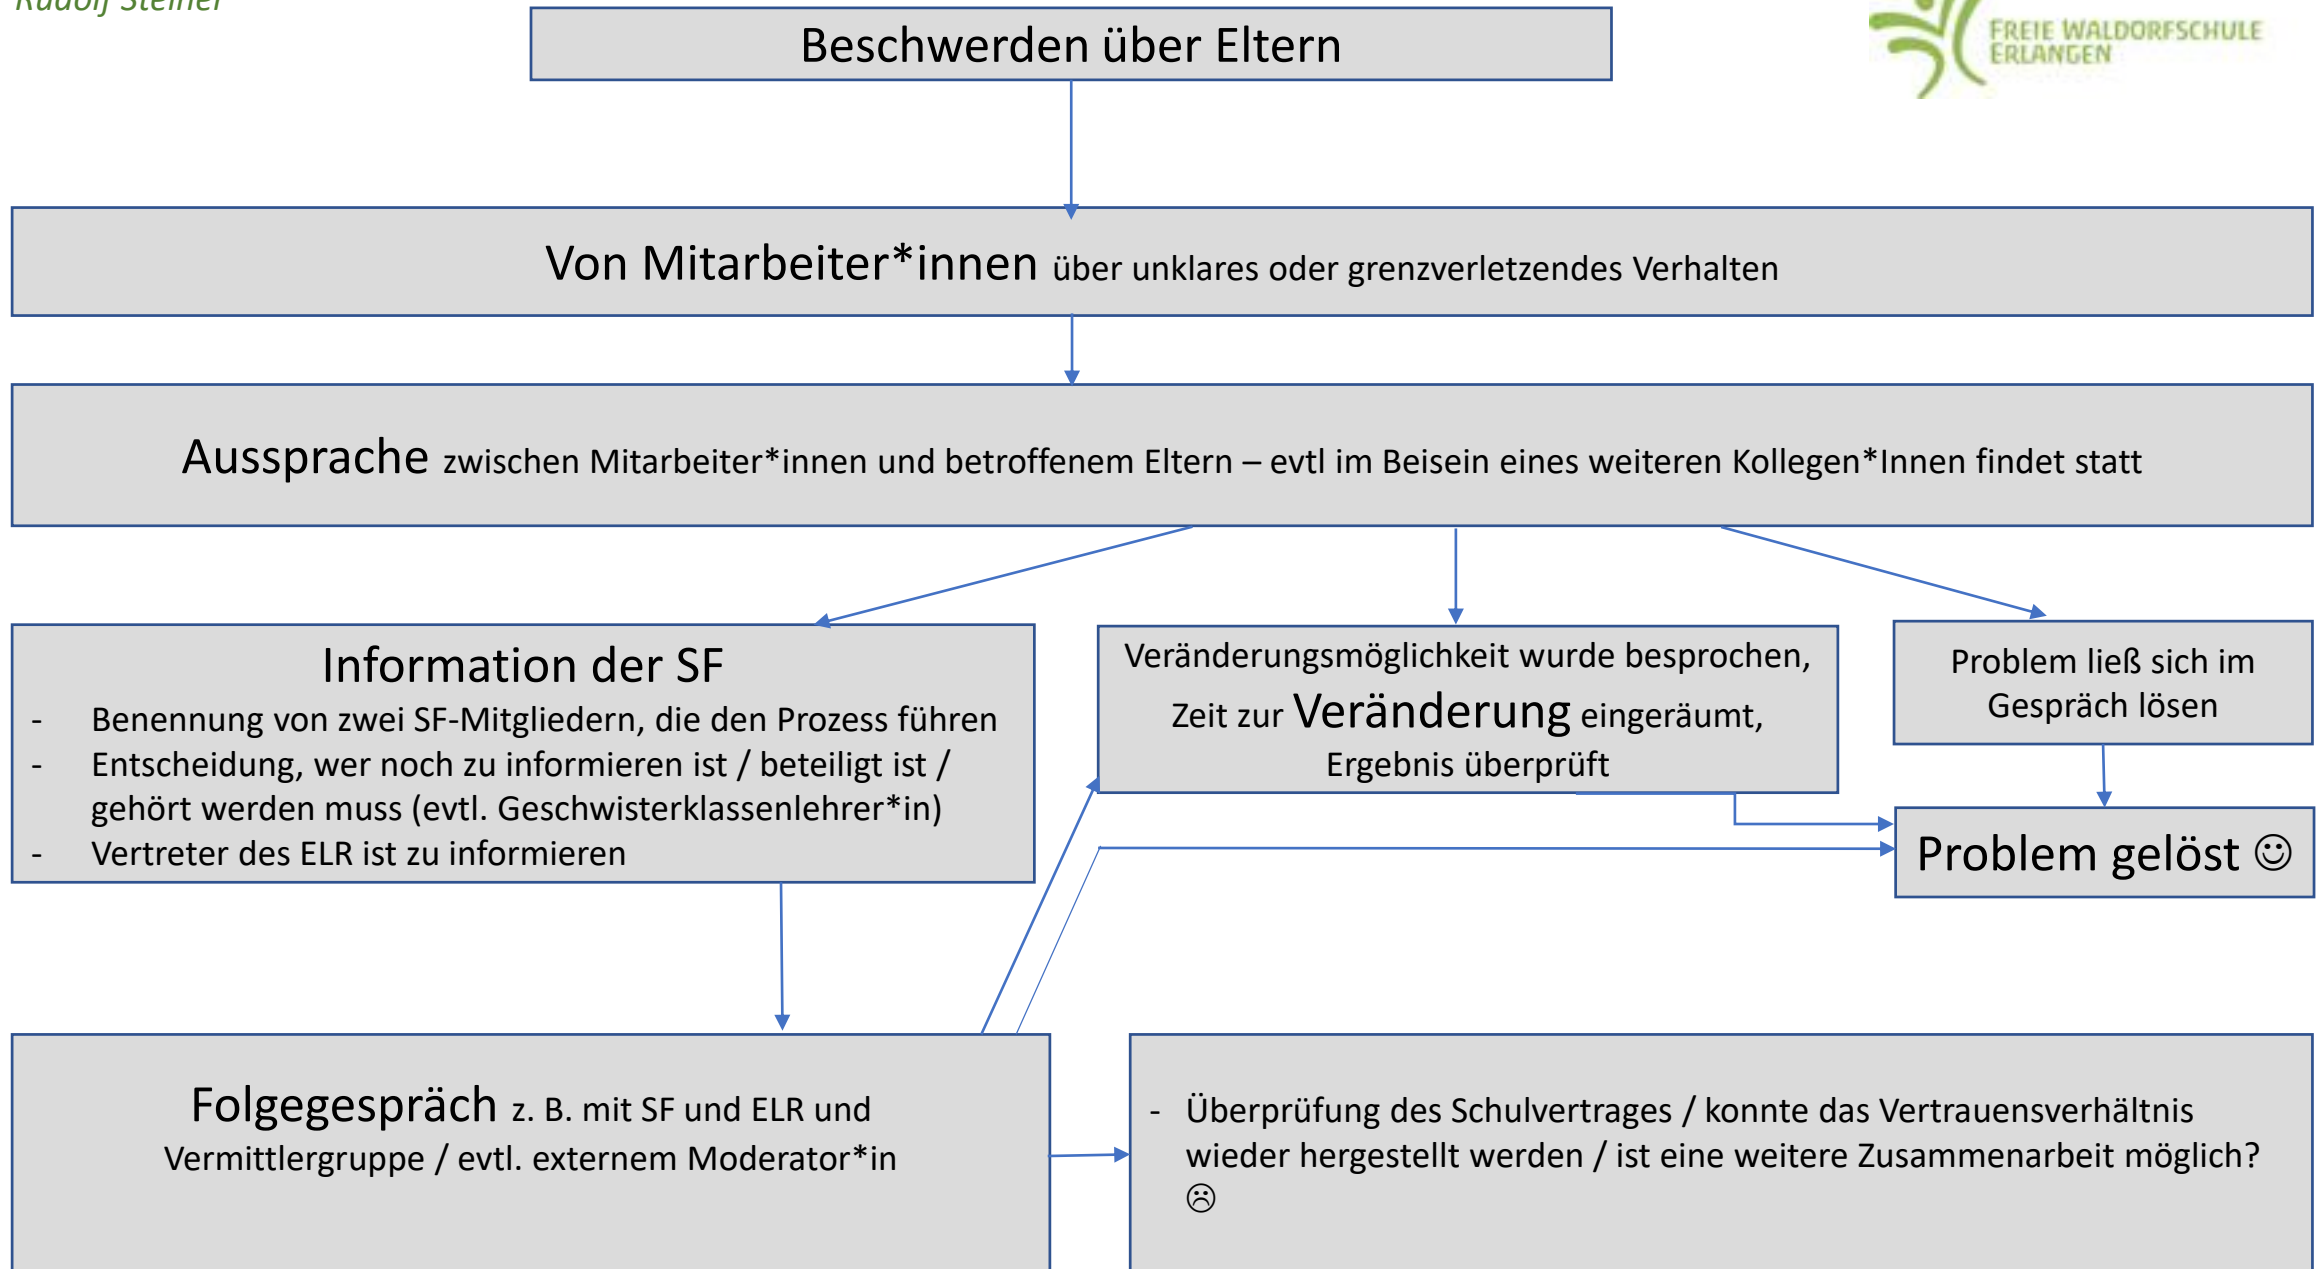 Rudolf Steiner
FREIE WALDORFSCHULE
ERLANGEN
Beschwerden über Eltern
Von Mitarbeiter*innen über unklares oder grenzverletzendes Verhalten
Aussprache zwischen Mitarbeiter*innen und betroffenem Eltern – evtl im Beisein eines weiteren Kollegen*Innen findet statt
Information der SF
- Benennung von zwei SF-Mitgliedern, die den Prozess führen
- Entscheidung, wer noch zu informieren ist / beteiligt ist /
gehört werden muss (evtl. Geschwisterklassenlehrer*in)
- Vertreter des ELR ist zu informieren
Veränderungsmöglichkeit wurde besprochen,
Zeit zur Veränderung eingeräumt,
Ergebnis überprüft
Problem ließ sich im
Gespräch lösen
Problem gelöst ☺
Folgegespräch z. B. mit SF und ELR und
Vermittlergruppe / evtl. externem Moderator*in
- Überprüfung des Schulvertrages / konnte das Vertrauensverhältnis
wieder hergestellt werden / ist eine weitere Zusammenarbeit möglich?
☹